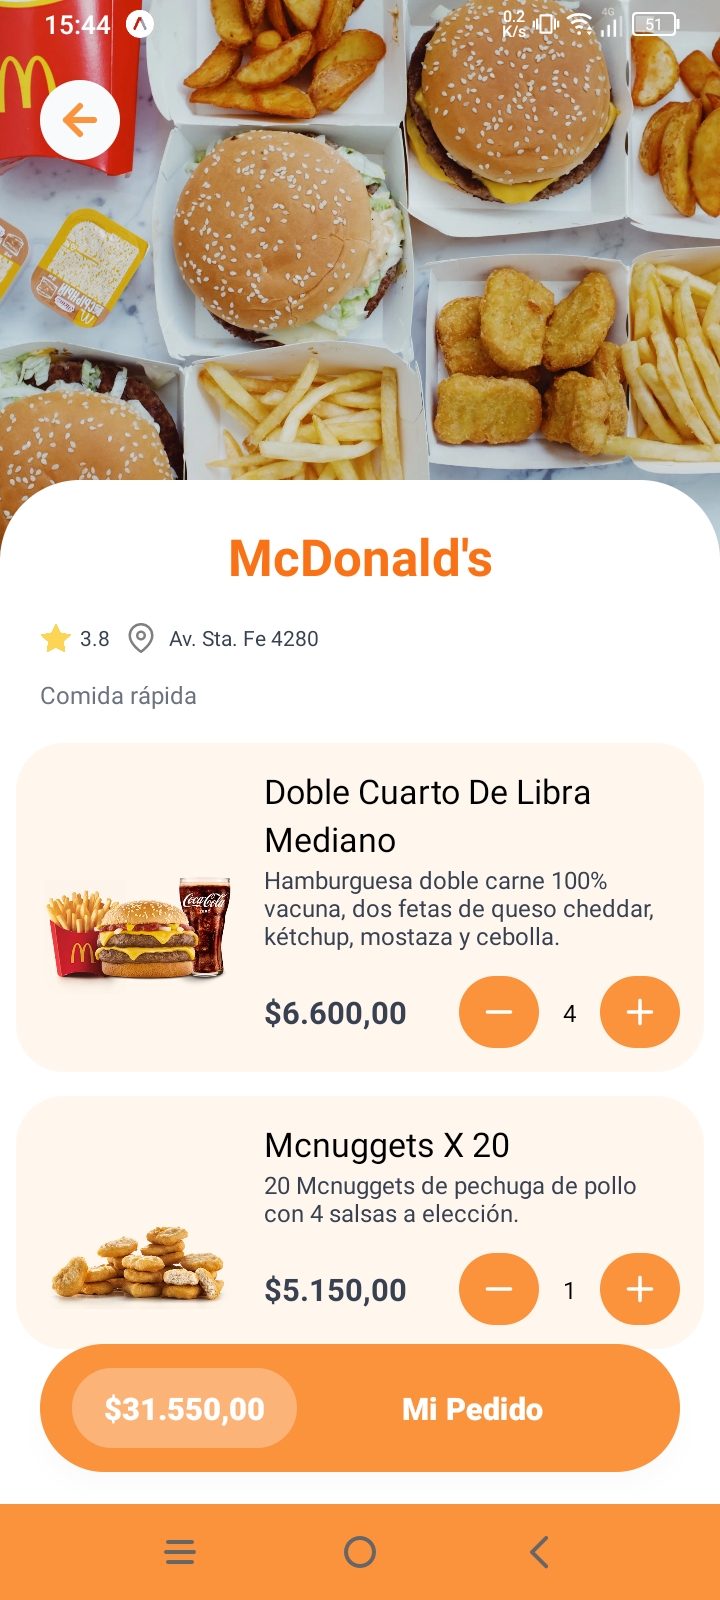 15:44
0.2
K/s
4G
51
McDonald's
3.8
Av. Sta. Fe 4280
Comida rápida
Doble Cuarto De Libra
Mediano
Hamburguesa doble carne 100%
vacuna, dos fetas de queso cheddar,
kétchup, mostaza y cebolla.
Coca-Cola
$6.600,00
4
Mcnuggets X 20
20 Mcnuggets de pechuga de pollo
con 4 salsas a elección.
$5.150,00
1
$31.550,00
Mi Pedido